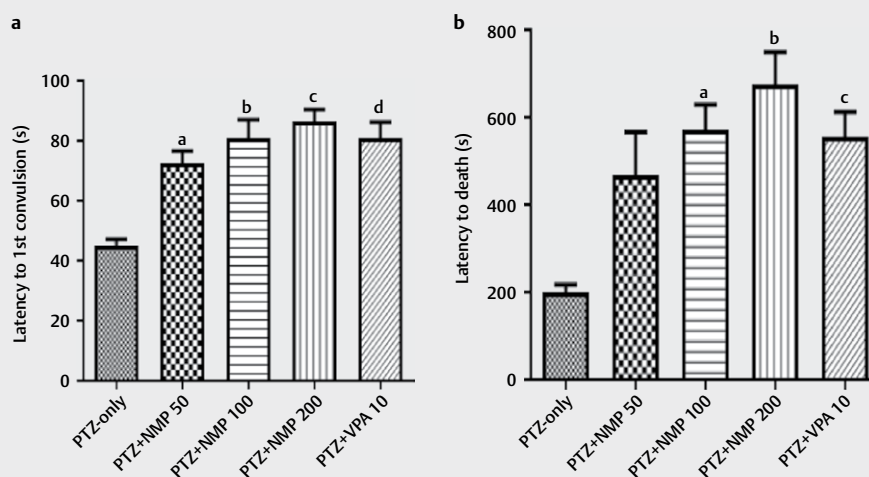 a
Latency to 1st convulsion (s)
100
80
60
40
20
0
a
b
c
d
PTZ-only
PTZ+NMP 50
PTZ+NMP 100
PTZ+NMP 200
PTZ+VPA 10
b
Latency to death (s)
800
600
400
200
0
a
b
c
PTZ-only
PTZ+NMP 50
PTZ+NMP 100
PTZ+NMP 200
PTZ+VPA 10